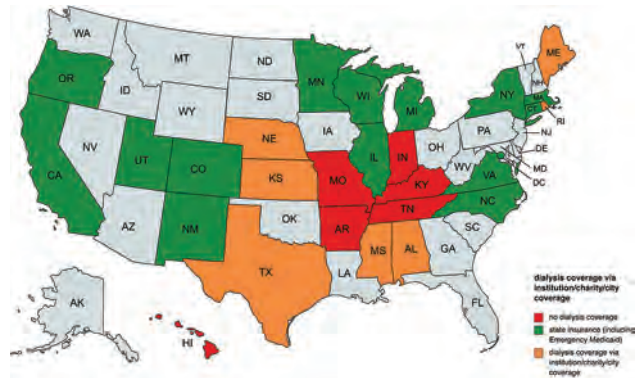 WA
MT
ND
MN
VT
ME
OR
ID
SD
WI
MI
NY
NH
MA
CT
RI
WY
NE
IA
PA
NJ
NV
UT
CO
KS
MO
IL
IN
OH
WV
VA
DE
MD
DC
CA
KY
AZ
NM
OK
AR
TN
NC
SC
TX
LA
MS
AL
GA
FL
AK
HI
dialysis coverage via
institution/charity/city
coverage
no dialysis coverage
state insurance (including
Emergency Medicaid)
dialysis coverage via
institution/charity/city
coverage